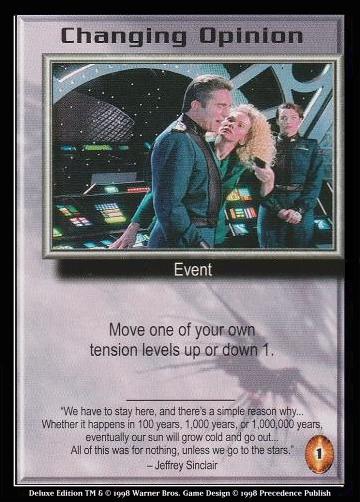 Changing Opinion
Event
Move one of your own
tension levels up or down 1.
"We have to stay here, and there's a simple reason why...
Whether it happens in 100 years, 1,000 years, or 1,000,000 years,
eventually our sun will grow cold and go out...
All of this was for nothing, unless we go to the stars."
– Jeffrey Sinclair
1
Deluxe Edition TM & © 1998 Warner Bros. Game Design © 1998 Precedence Publish